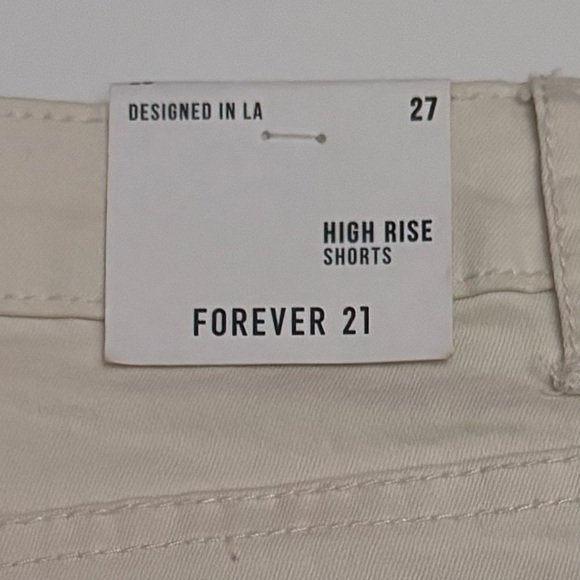 DESIGNED IN LA 27
HIGH RISE
SHORTS
FOREVER 21